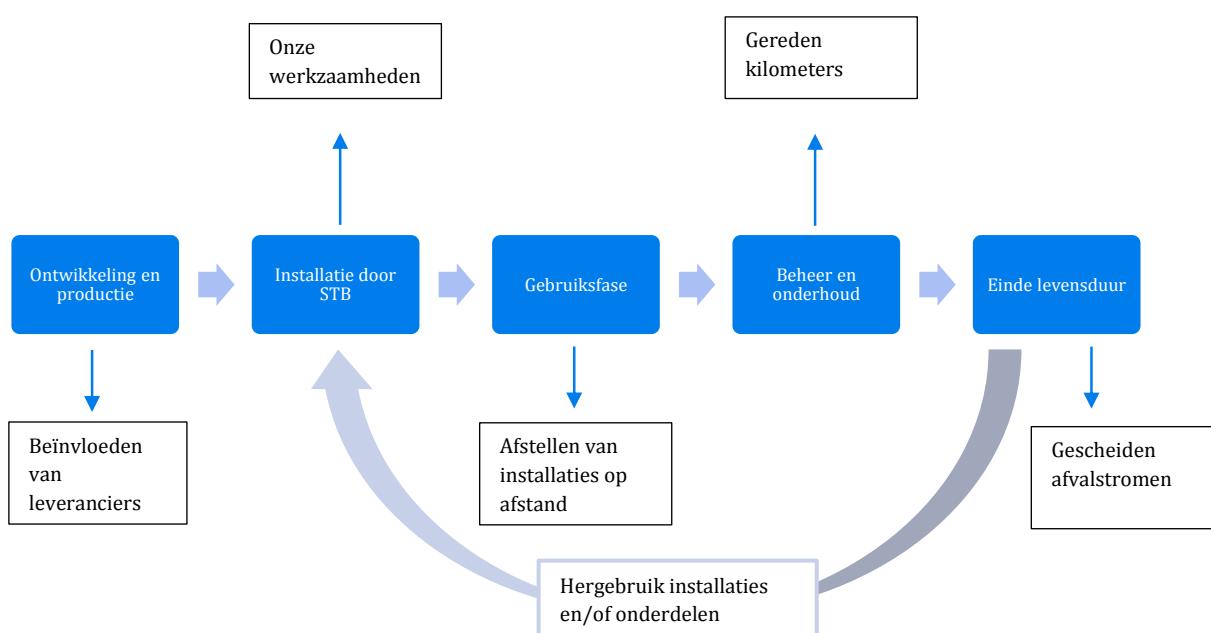 Onze
werkzaamheden
Gereden
kilometers
Ontwikkeling en
productie
Installatie door
STB
Gebruiksfase
Beheer en
onderhoud
Einde levensduur
Beïnvloeden
van
leveranciers
Afstellen van
installaties op
afstand
Gescheiden
afvalstromen
Hergebruik installaties
en/of onderdelen